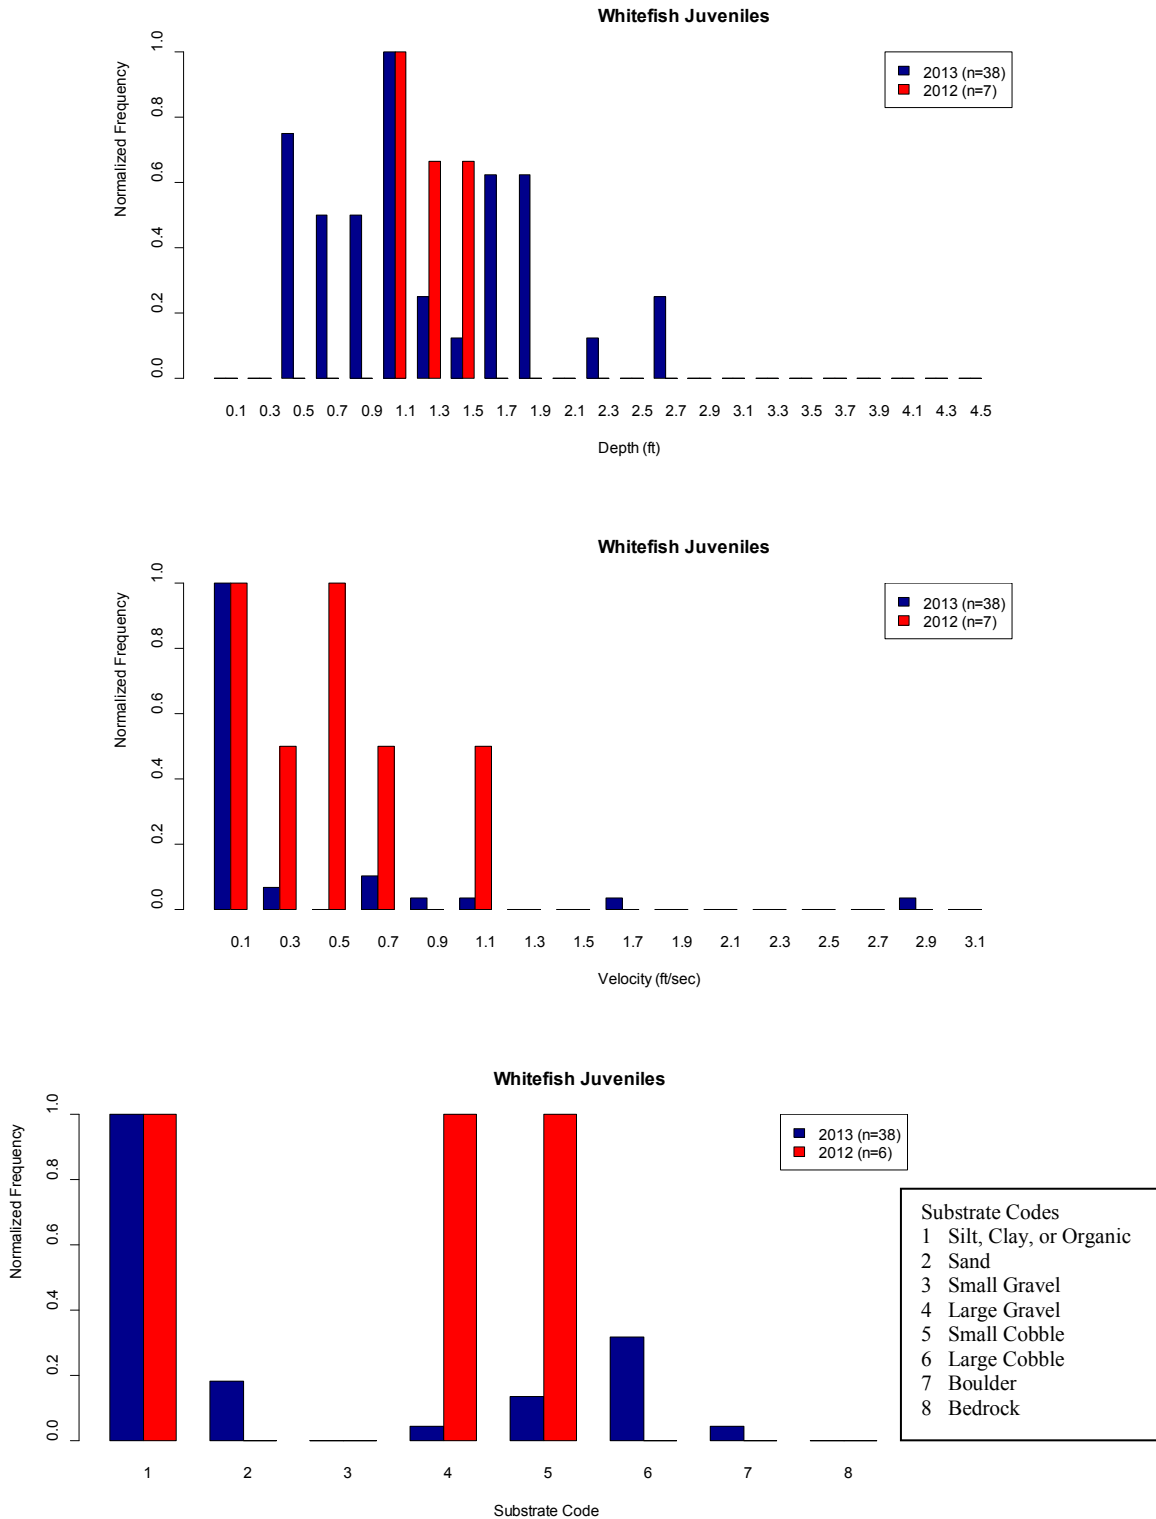 Whitefish Juveniles
Normalized Frequency
0.0 0.2 0.4 0.6 0.8 1.0
2013 (n=38)
2012 (n=7)
0.1 0.3 0.5 0.7 0.9 1.1 1.3 1.5 1.7 1.9 2.1 2.3 2.5 2.7 2.9 3.1 3.3 3.5 3.7 3.9 4.1 4.3 4.5
Depth (ft)
Whitefish Juveniles
Normalized Frequency
0.0 0.2 0.4 0.6 0.8 1.0
2013 (n=38)
2012 (n=7)
0.1 0.3 0.5 0.7 0.9 1.1 1.3 1.5 1.7 1.9 2.1 2.3 2.5 2.7 2.9 3.1
Velocity (ft/sec)
Whitefish Juveniles
Normalized Frequency
0.0 0.2 0.4 0.6 0.8 1.0
2013 (n=38)
2012 (n=6)
1 2 3 4 5 6 7 8
Substrate Code
Substrate Codes
1 Silt, Clay, or Organic
2 Sand
3 Small Gravel
4 Large Gravel
5 Small Cobble
6 Large Cobble
7 Boulder
8 Bedrock